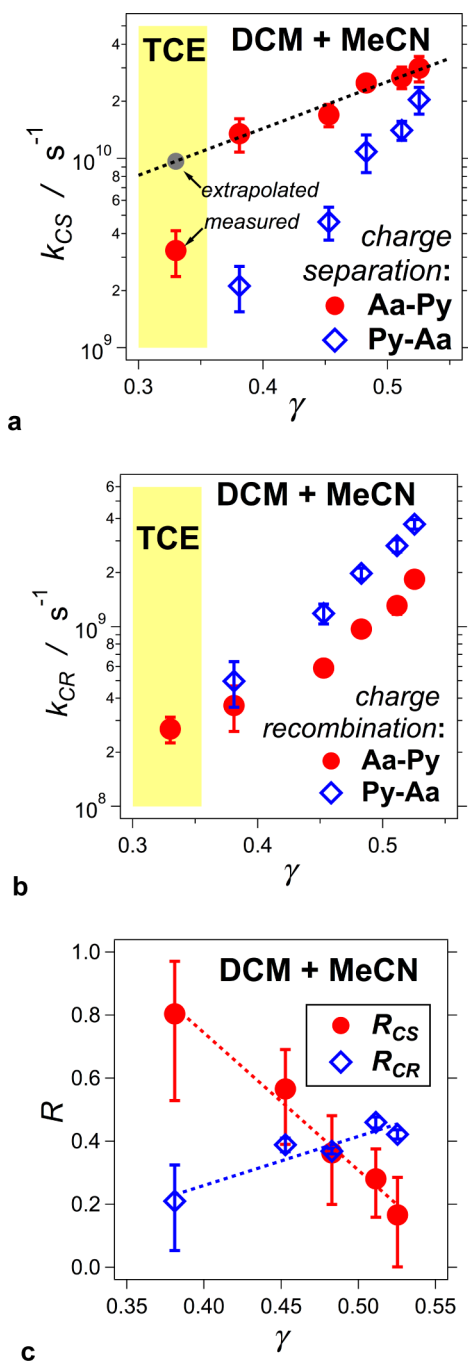 TCE
DCM + MeCN
4
2
10^10
8
6
4
2
10^9
k_CS / s^-1
extrapolated
measured
charge
separation:
Aa-Py
Py-Aa
0.3
0.4
0.5
γ
a
DCM + MeCN
TCE
6
4
2
10^9
8
6
4
2
10^8
k_CR / s^-1
charge
recombination:
Aa-Py
Py-Aa
0.3
0.4
0.5
γ
b
DCM + MeCN
R_CS
R_CR
1.0
0.8
0.6
0.4
0.2
0.0
R
0.35
0.40
0.45
0.50
0.55
γ
c